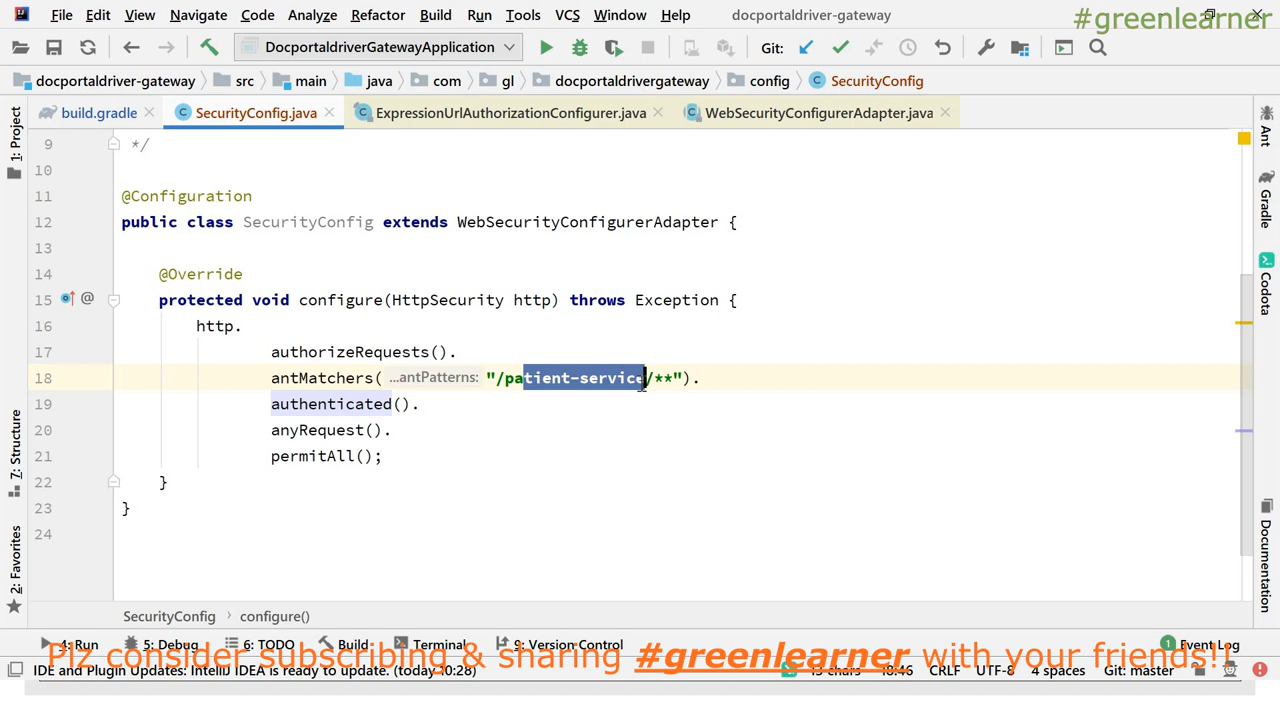 File Edit View Navigate Code Analyze Refactor Build Run Tools VCS Window Help docportaldriver-gateway
#greenlearner
DocportaldriverGatewayApplication Git:
docportaldriver-gateway src main java com gl docportaldrivergateway config SecurityConfig
build.gradle SecurityConfig.java ExpressionUrlAuthorizationConfigurer.java WebSecurityConfigurerAdapter.java
1: Project
7: Structure
2: Favorites
9 */
10
11 @Configuration
12 public class SecurityConfig extends WebSecurityConfigurerAdapter {
13
14 @Override
15 @ protected void configure(HttpSecurity http) throws Exception {
16 http.
17 authorizeRequests().
18 antMatchers( ...antPatterns: "/patient-service/**").
19 authenticated().
20 anyRequest().
21 permitAll();
22 }
23 }
24
Ant
Gradle
Codota
Documentation
SecurityConfig configure()
4: Run 5: Debug 6: TODO Build Terminal 9: Version Control 1 Event Log
Plz consider subscribing & sharing #greenlearner with your friends!!
IDE and Plugin Updates: IntelliJ IDEA is ready to update. (today 10:28) 13 chars 18:46 CRLF UTF-8 4 spaces Git: master